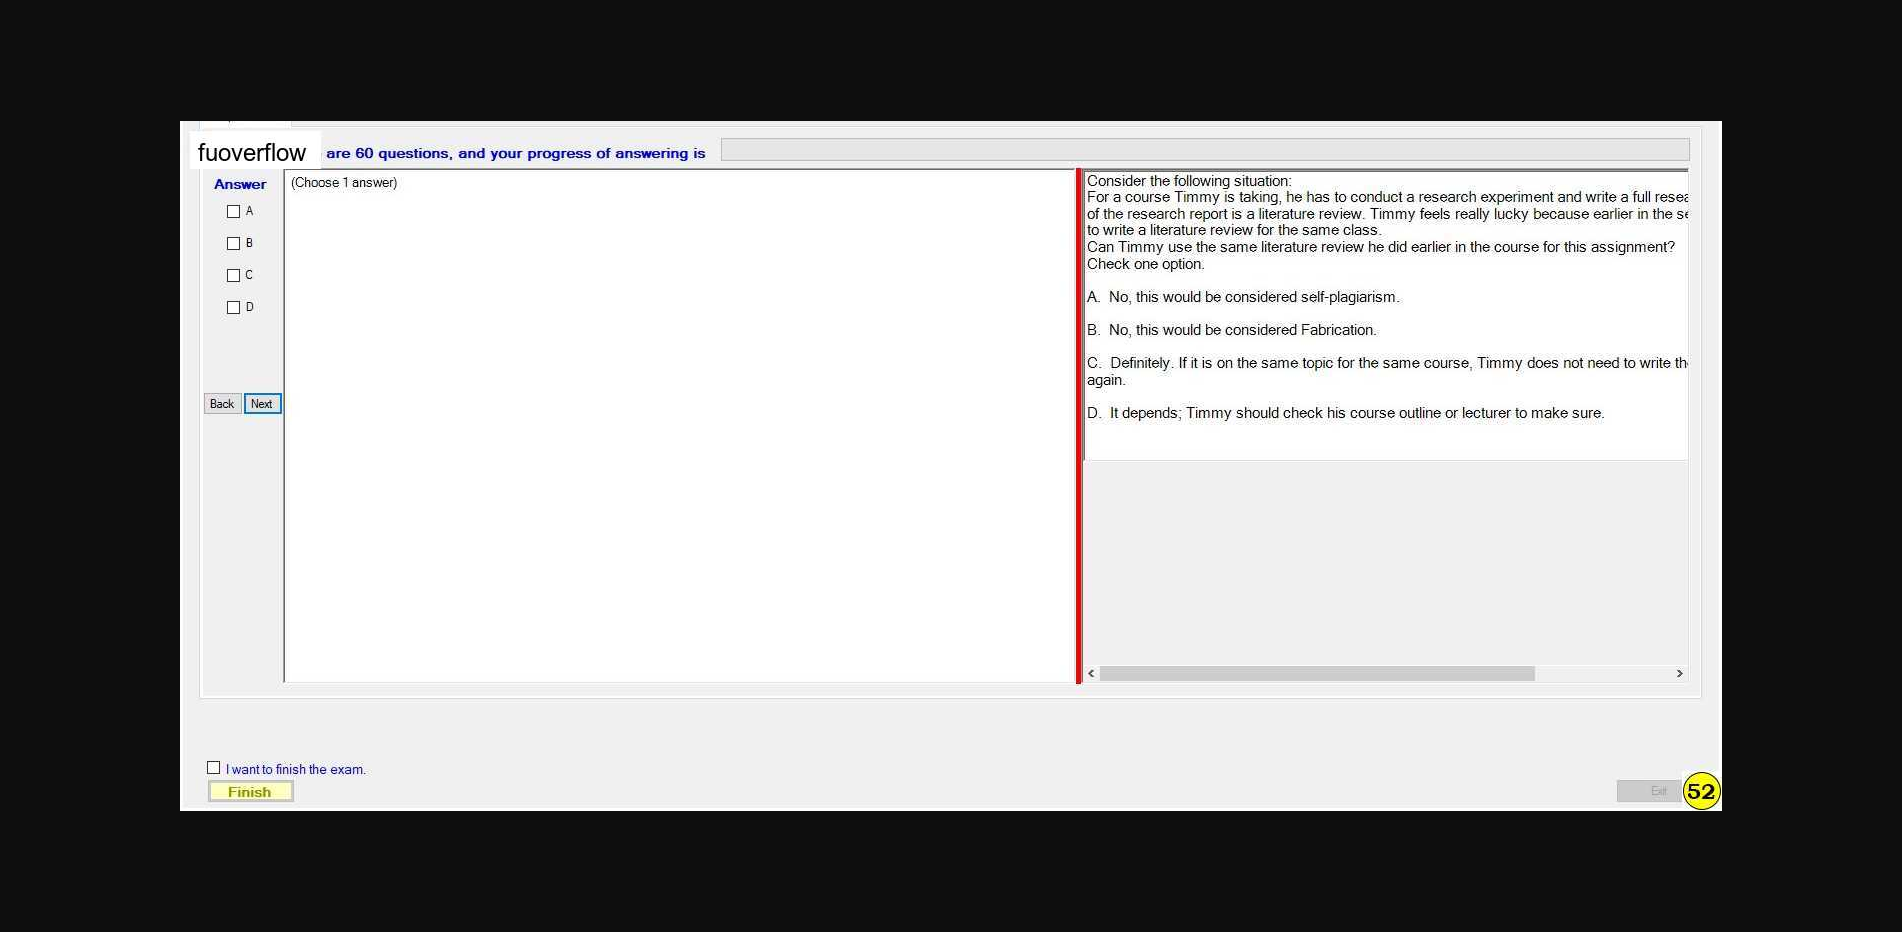 fuoverflow are 60 questions, and your progress of answering is
Answer
A
B
C
D
Back Next
(Choose 1 answer)
Consider the following situation:
For a course Timmy is taking, he has to conduct a research experiment and write a full
of the research report is a literature review. Timmy feels really lucky because earlier in the
to write a literature review for the same class.
Can Timmy use the same literature review he did earlier in the course for this assignment?
Check one option.
A. No, this would be considered self-plagiarism.
B. No, this would be considered Fabrication.
C. Definitely. If it is on the same topic for the same course, Timmy does not need to write
again.
D. It depends; Timmy should check his course outline or lecturer to make sure.
I want to finish the exam.
Finish
Exit
52